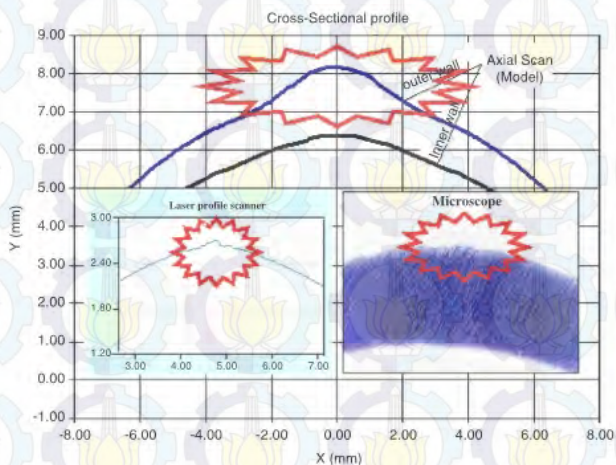 Cross-Sectional profile
9.00
8.00
7.00
6.00
5.00
4.00
3.00
2.00
1.00
0.00
-1.00
Y (mm)
outer wall
Inner wall
Axial Scan
(Model)
Laser profile scanner
3.00
2.40
1.80
1.20
3.00 4.00 5.00 6.00 7.00
Microscope
-8.00 -6.00 -4.00 -2.00 0.00 2.00 4.00 6.00 8.00
X (mm)